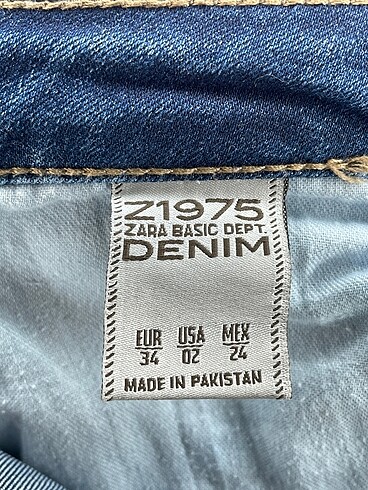 Z1975
ZARA BASIC DEPT.
DENIM
EUR USA MEX
34 02 24
MADE IN PAKISTAN